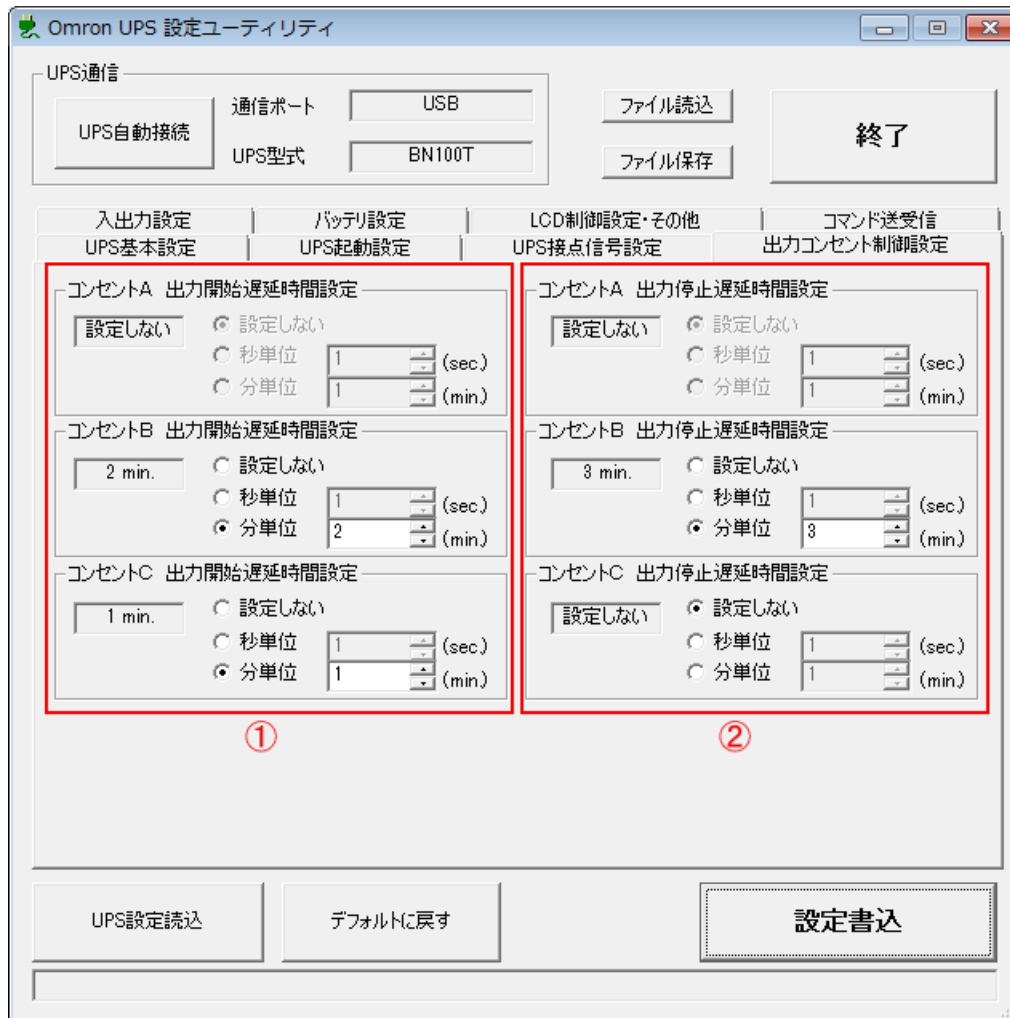 Omron UPS 設定ユーティリティ
UPS通信
UPS自動接続
通信ポート
USB
UPS型式
BN100T
ファイル読込
ファイル保存
終了
入出力設定
バッテリ設定
LCD制御設定・その他
コマンド送受信
UPS基本設定
UPS起動設定
UPS接点信号設定
出力コンセント制御設定
コンセントA 出力開始遅延時間設定
設定しない
設定しない
秒単位
1
(sec.)
分単位
1
(min.)
コンセントB 出力開始遅延時間設定
2 min.
設定しない
秒単位
1
(sec.)
分単位
2
(min.)
コンセントC 出力開始遅延時間設定
1 min.
設定しない
秒単位
1
(sec.)
分単位
1
(min.)
①
コンセントA 出力停止遅延時間設定
設定しない
設定しない
秒単位
1
(sec.)
分単位
1
(min.)
コンセントB 出力停止遅延時間設定
3 min.
設定しない
秒単位
1
(sec.)
分単位
3
(min.)
コンセントC 出力停止遅延時間設定
設定しない
設定しない
秒単位
1
(sec.)
分単位
1
(min.)
②
UPS設定読込
デフォルトに戻す
設定書込